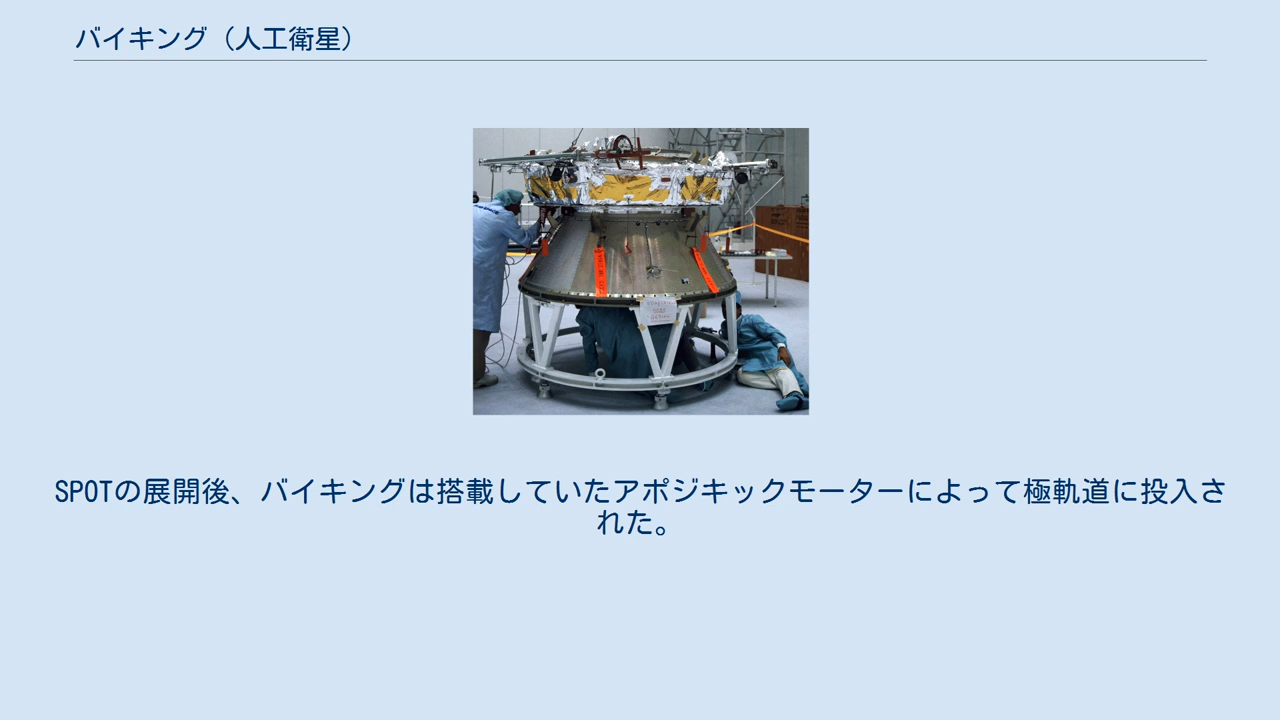 バイキング（人工衛星）
SPOTの展開後、バイキングは搭載していたアポジキックモーターによって極軌道に投入さ
れた。